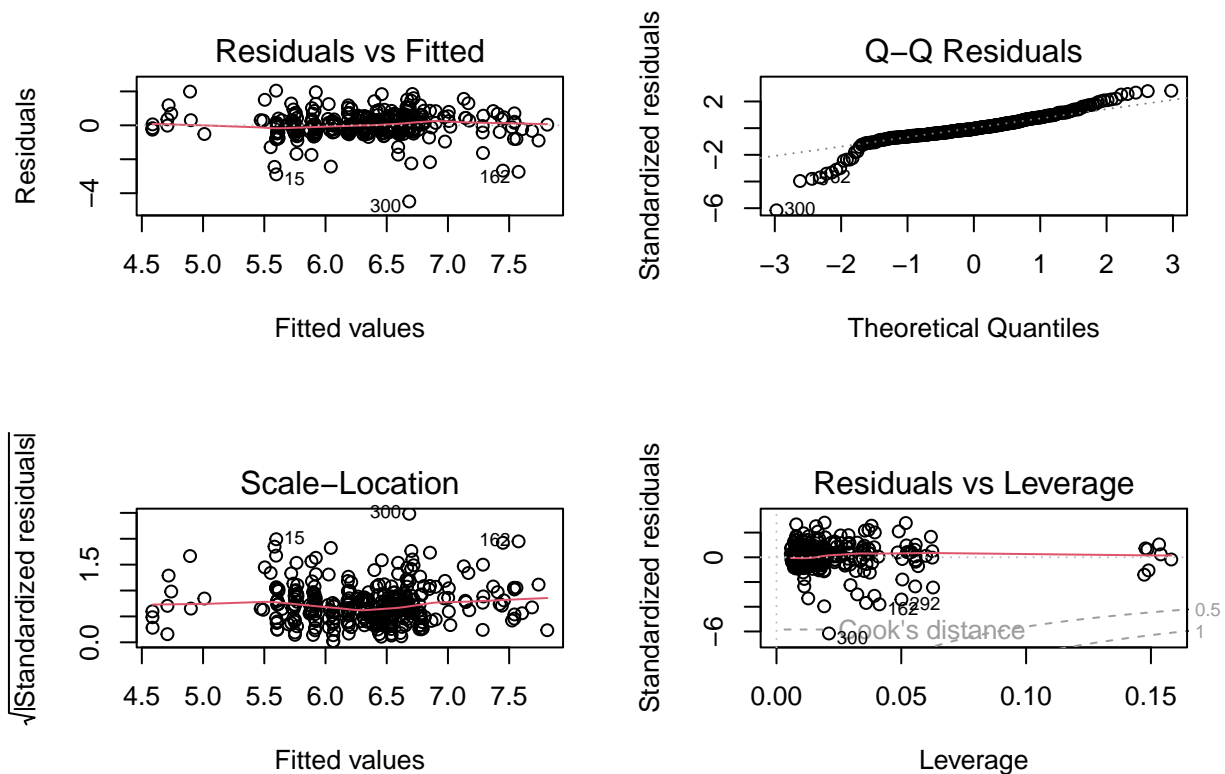 Residuals vs Fitted
Residuals
0
−4
15
162
300
4.5 5.0 5.5 6.0 6.5 7.0 7.5
Fitted values
Q−Q Residuals
Standardized residuals
2
−2
−6
300
−3 −2 −1 0 1 2 3
Theoretical Quantiles
Scale−Location
√|Standardized residuals|
1.5
0.0
300
15
162
4.5 5.0 5.5 6.0 6.5 7.0 7.5
Fitted values
Residuals vs Leverage
Standardized residuals
0
−6
162
292
300
Cook's distance
0.5
1
0.00 0.05 0.10 0.15
Leverage